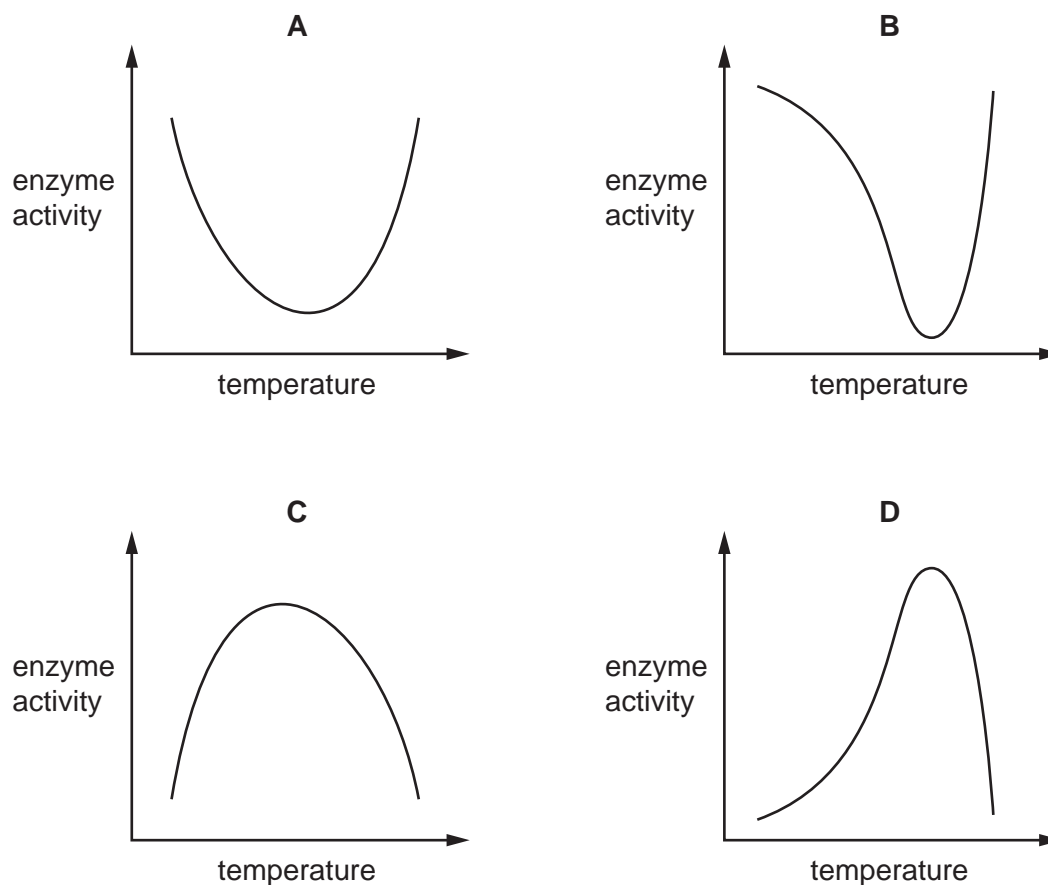 A
enzyme
activity
temperature
B
enzyme
activity
temperature
C
enzyme
activity
temperature
D
enzyme
activity
temperature